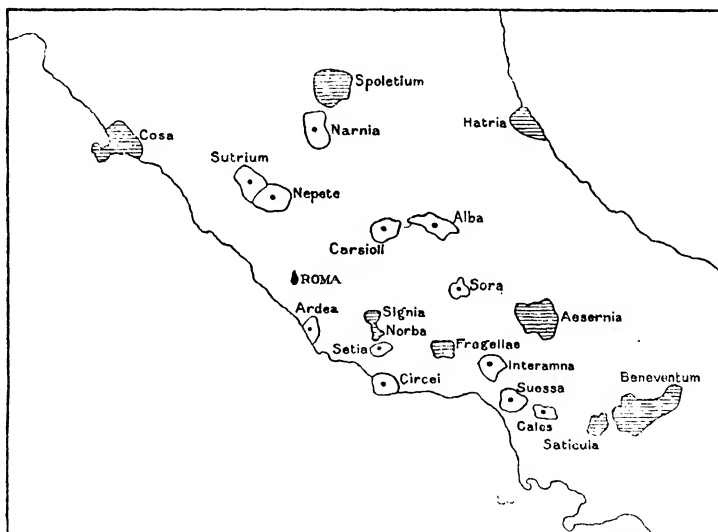 Spoletium
Cosa
Narnia
Hatria
Sutrium
Nepete
Alba
Carsioli
ROMA
Sora
Ardea
Signia
Norba
Aesernia
Setia
Fregellae
Interamna
Circei
Suessa
Beneventum
Cales
Saticula